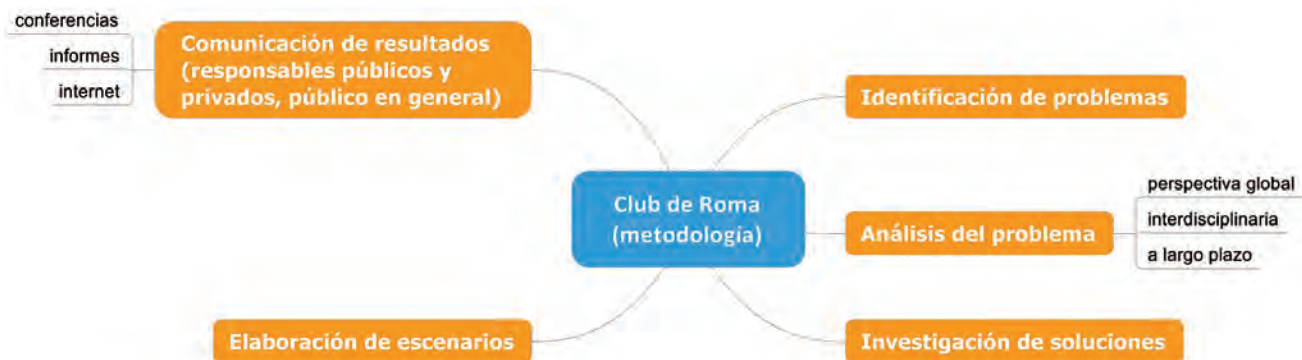 conferencias
informes
internet
Comunicación de resultados
(responsables públicos y
privados, público en general)
Identificación de problemas
Club de Roma
(metodología)
Análisis del problema
perspectiva global
interdisciplinaria
a largo plazo
Elaboración de escenarios
Investigación de soluciones